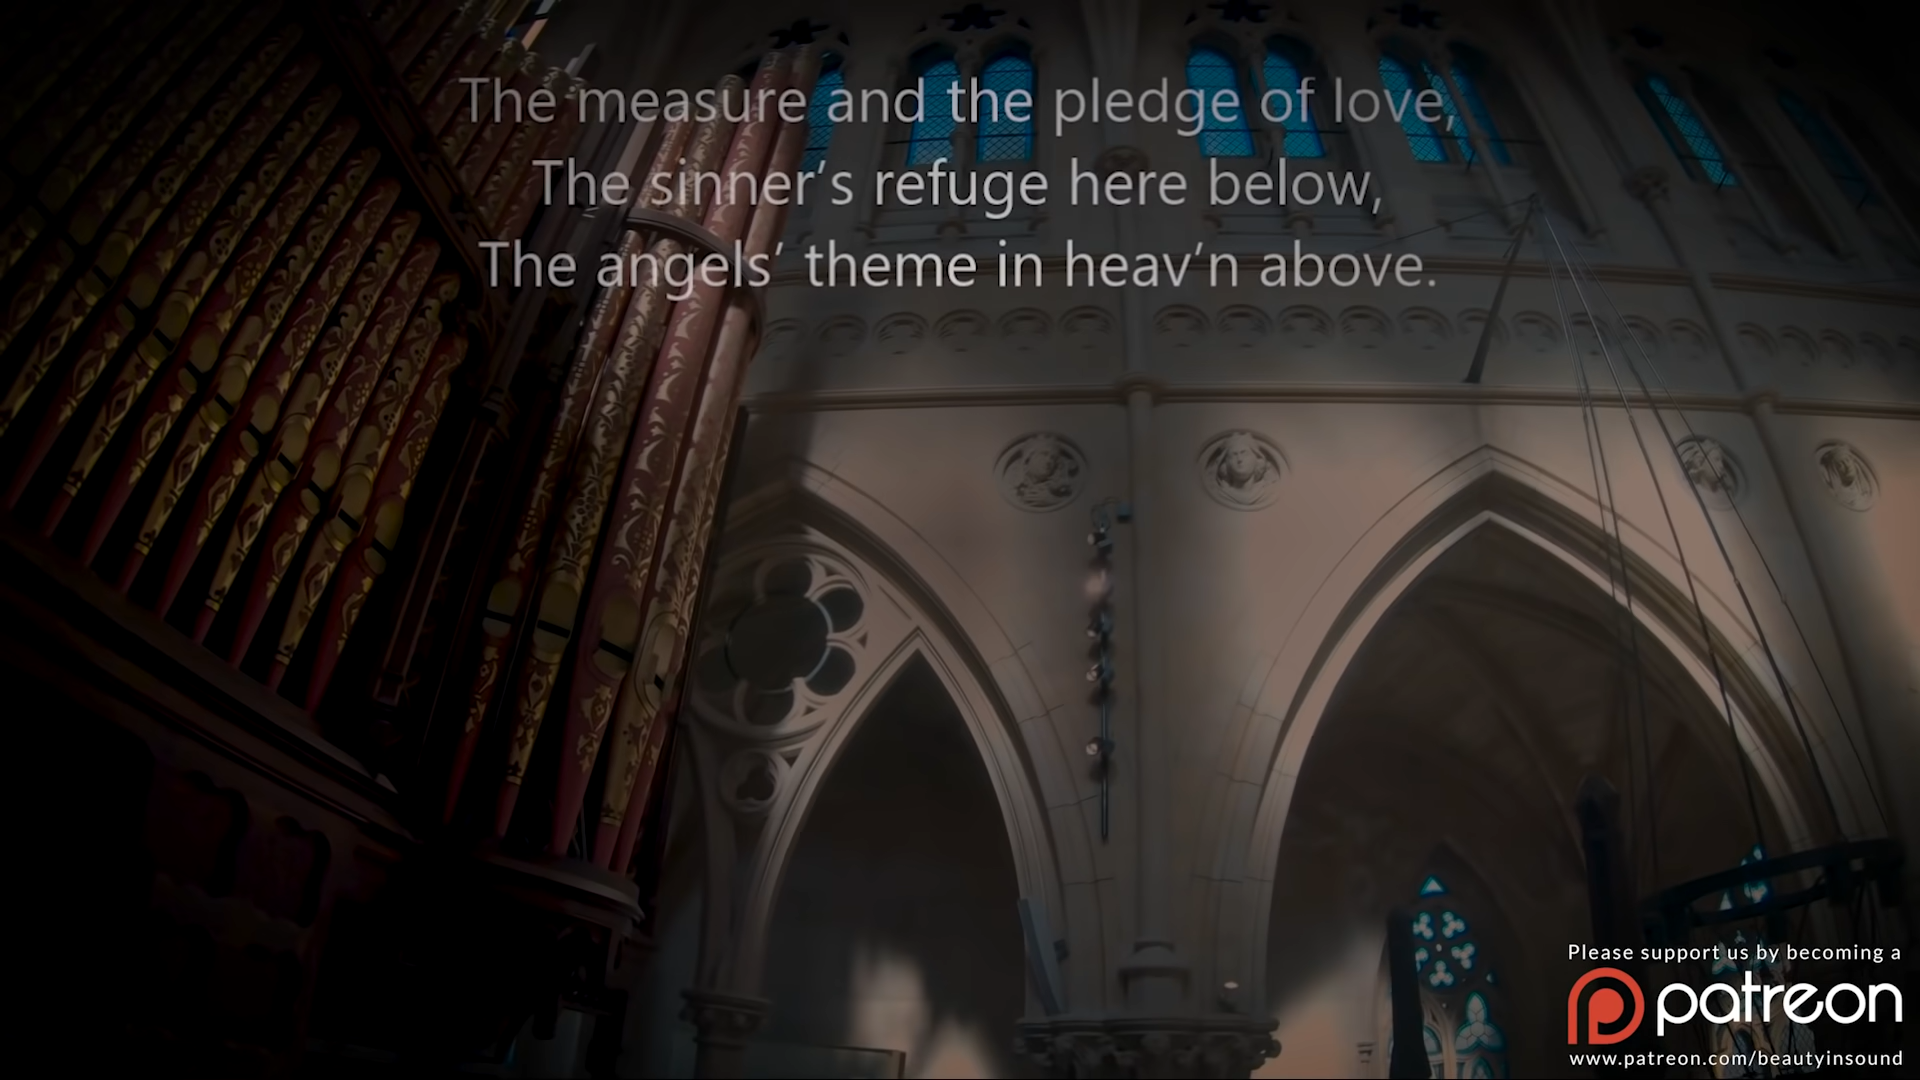 The measure and the pledge of love,
The sinner’s refuge here below,
The angels’ theme in heav’n above.
Please support us by becoming a
patreon
www.patreon.com/beautyinsound